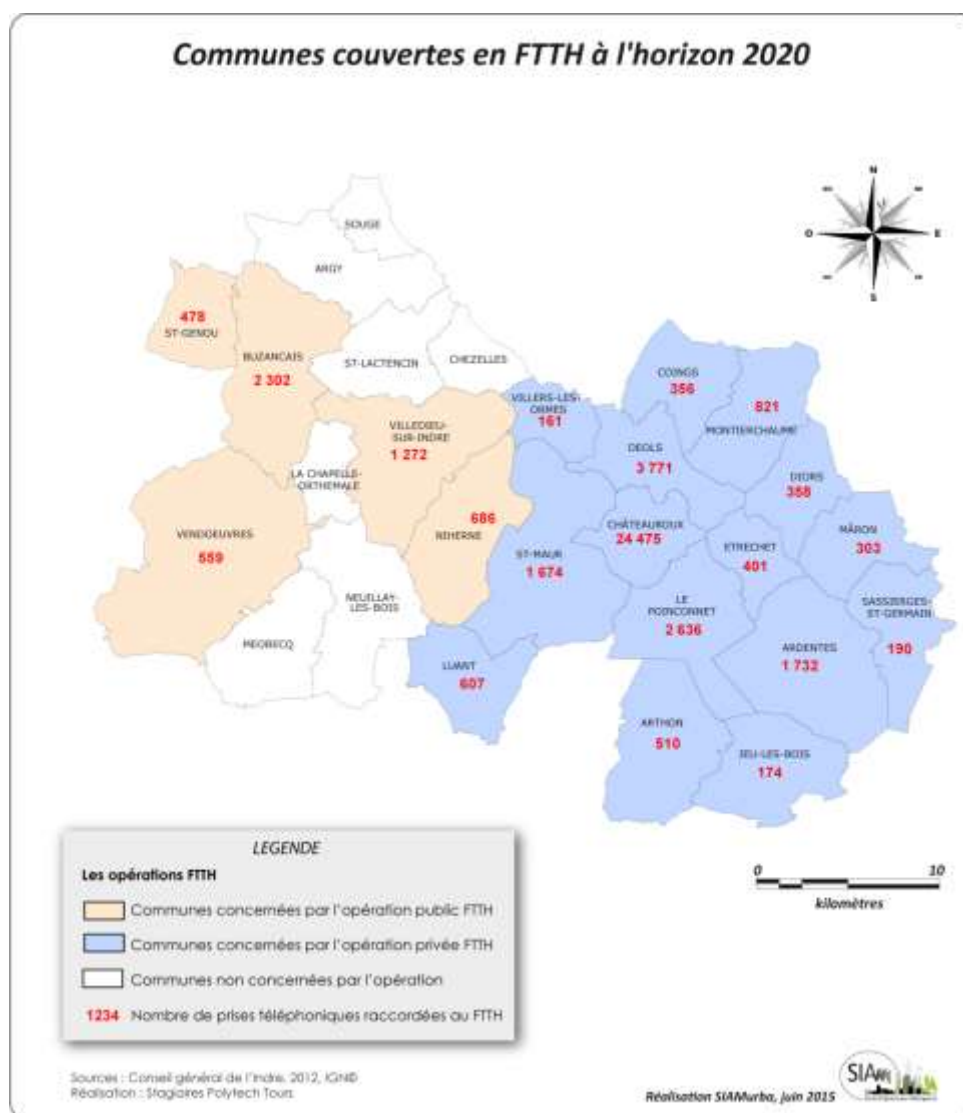 Communes couvertes en FTTH à l'horizon 2020
N
O
E
S
SOUGE
ARGY
478
ST-GENOU
BUZANCAIS
2 302
ST-LACTENCIN
CHEZELLES
COINGS
356
821
MONTIERCHAUME
VILLERS-LES-
ORMES
161
VILLEDIEU-
SUR-INDRE
1 272
DEOLS
3 771
DIORS
358
LA CHAPELLE-
ORTHEMALE
686
NIHERNE
CHÂTEAUROUX
24 475
MÂRON
303
VENDOEUVRES
559
ST-MAUR
1 674
ETRECHET
401
NEUILLAY-
LES-BOIS
LE
POINCONNET
2 636
SASSIERGES-
ST-GERMAIN
190
MEOBECQ
ARDENTES
1 732
LUANT
607
ARTHON
510
JEU-LES-BOIS
174
LEGENDE
Les opérations FTTH
Communes concernées par l'opération public FTTH
Communes concernées par l'opération privée FTTH
Communes non concernées par l'opération
1234 Nombre de prises téléphoniques raccordées au FTTH
0 10
kilomètres
Sources : Conseil général de l'Indre, 2012, IGN©
Réalisation : Stagiaires Polytech Tours
Réalisation SIAMurba, juin 2015